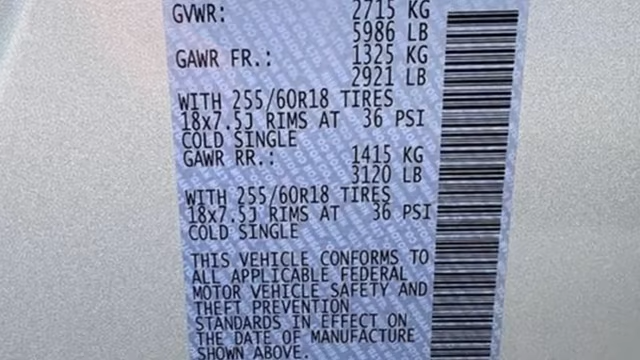 GVWR: 2715 KG
5986 LB
GAWR FR.: 1325 KG
2921 LB
WITH 255/60R18 TIRES
18x7.5J RIMS AT 36 PSI
COLD SINGLE
GAWR RR.: 1415 KG
3120 LB
WITH 255/60R18 TIRES
18x7.5J RIMS AT 36 PSI
COLD SINGLE
THIS VEHICLE CONFORMS TO
ALL APPLICABLE FEDERAL
MOTOR VEHICLE SAFETY AND
THEFT PREVENTION
STANDARDS IN EFFECT ON
THE DATE OF MANUFACTURE
SHOWN ABOVE.